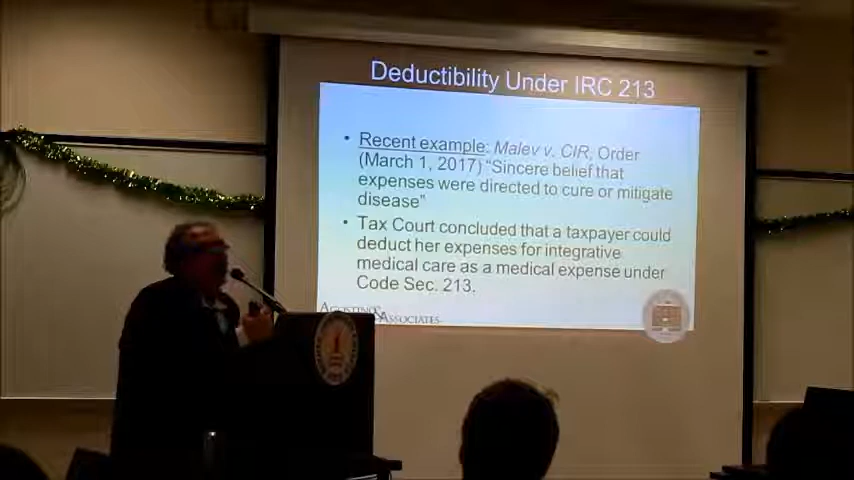 Deductibility Under IRC 213
• Recent example: Malev v. CIR, Order
(March 1, 2017) “Sincere belief that
expenses were directed to cure or mitigate
disease”
• Tax Court concluded that a taxpayer could
deduct her expenses for integrative
medical care as a medical expense under
Code Sec. 213.
AGOSTINO & ASSOCIATES